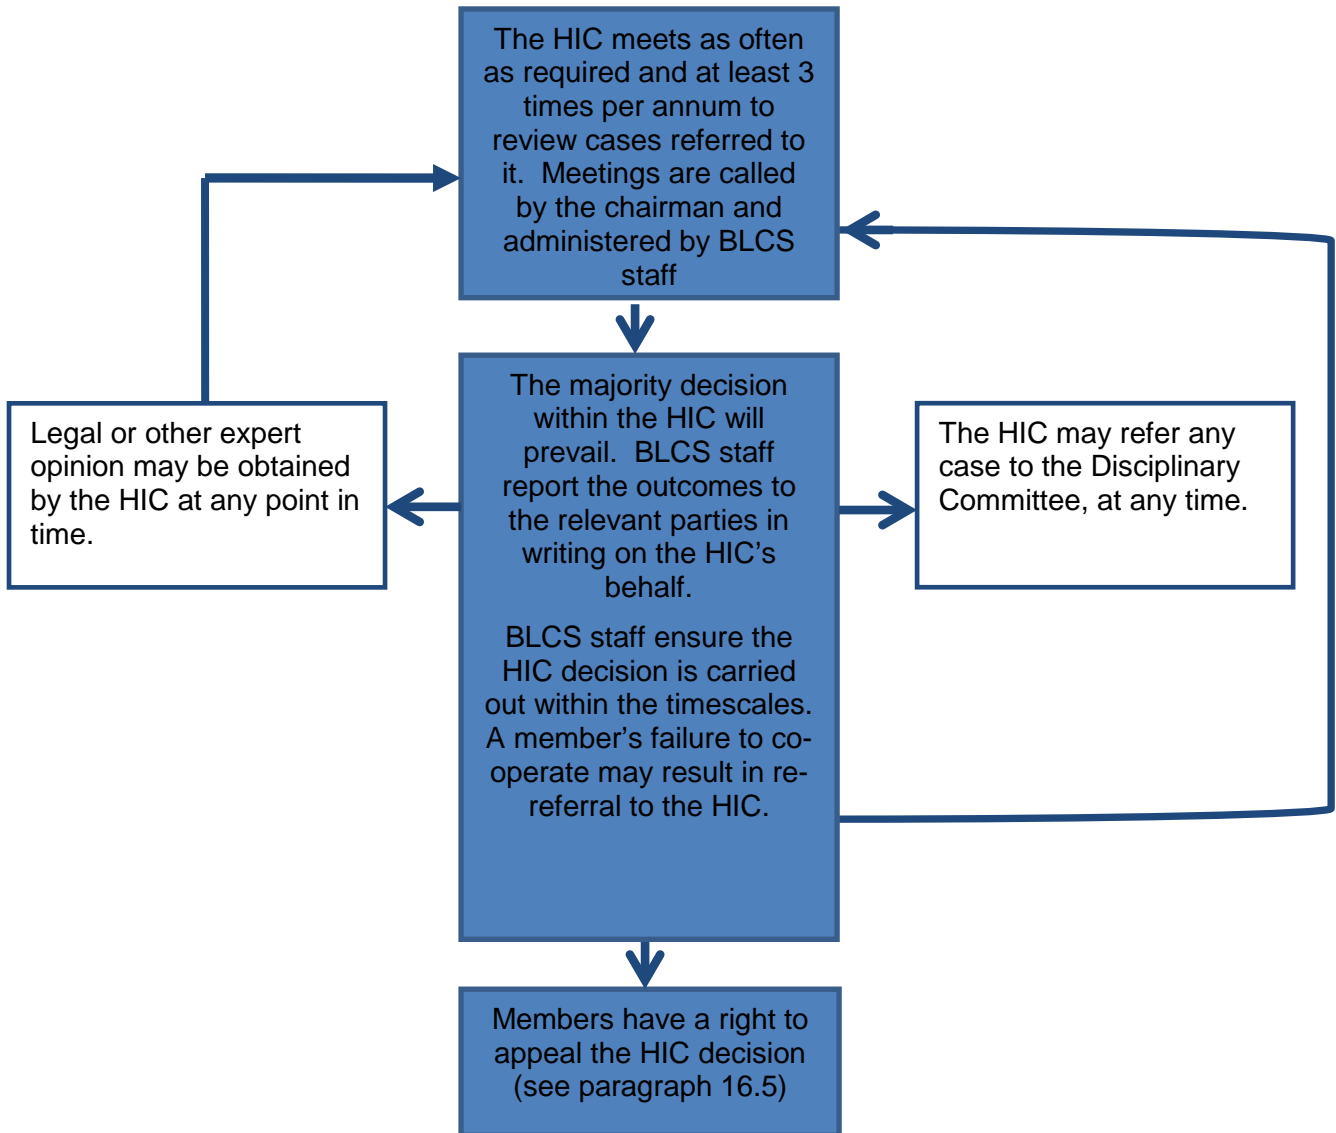 The HIC meets as often
as required and at least 3
times per annum to
review cases referred to
it.  Meetings are called
by the chairman and
administered by BLCS
staff
The majority decision
within the HIC will
prevail.  BLCS staff
report the outcomes to
the relevant parties in
writing on the HIC’s
behalf.
BLCS staff ensure the
HIC decision is carried
out within the timescales.
A member’s failure to co-
operate may result in re-
referral to the HIC.
Legal or other expert
opinion may be obtained
by the HIC at any point in
time.
The HIC may refer any
case to the Disciplinary
Committee, at any time.
Members have a right to
appeal the HIC decision
(see paragraph 16.5)